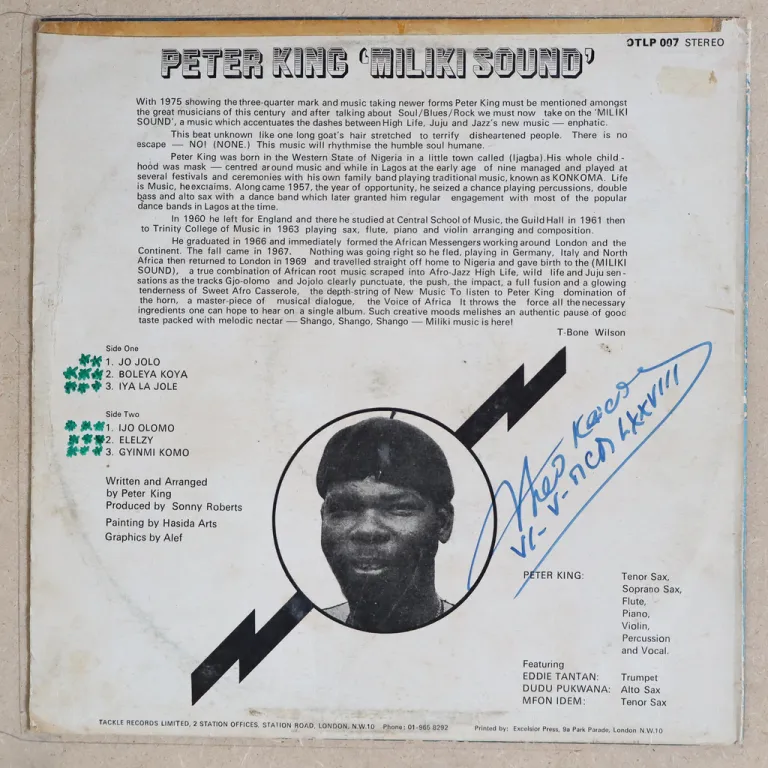 PETER KING 'MILIKI SOUND'
OTLP 007 STEREO
With 1975 showing the three-quarter mark and music taking newer forms Peter King must be mentioned amongst
the great musicians of this century and after talking about Soul/Blues/Rock we must now take on the 'MILIKI
SOUND', a music which accentuates the dashes between High Life, Juju and Jazz's new music — enphatic.
This beat unknown like one long goat's hair stretched to terrify disheartened people. There is no
escape — NO! (NONE.) This music will rhythmise the humble soul humane.
Peter King was born in the Western State of Nigeria in a little town called (Ijagba). His whole child-
hood was mask — centred around music and while in Lagos at the early age of nine managed and played at
several festivals and ceremonies with his own family band playing traditional music, known as KONKOMA. Life
is Music, he exclaims. Along came 1957, the year of opportunity, he seized a chance playing percussions, double
bass and alto sax with a dance band which later granted him regular engagement with most of the popular
dance bands in Lagos at the time.
In 1960 he left for England and there he studied at Central School of Music, the Guild Hall in 1961 then
to Trinity College of Music in 1963 playing sax, flute, piano and violin arranging and composition.
He graduated in 1966 and immediately formed the African Messengers working around London and the
Continent. The fall came in 1967. Nothing was going right so he fled, playing in Germany, Italy and North
Africa then returned to London in 1969 and travelled straight off home to Nigeria and gave birth to the (MILIKI
SOUND), a true combination of African root music scraped into Afro-Jazz High Life, wild life and Juju sen-
sations as the tracks Gjo-olomo and Jojolo clearly punctuate, the push, the impact, a full fusion and a glowing
tenderness of Sweet Afro Casserole, the depth-string of New Music To listen to Peter King domination of
the horn, a master-piece of musical dialogue, the Voice of Africa It throws the force all the necessary
ingredients one can hope to hear on a single album. Such creative moods melishes an authentic pause of good
taste packed with melodic nectar — Shango, Shango, Shango — Miliki music is here!
T-Bone Wilson
Side One
1. JO JOLO
2. BOLEYA KOYA
3. IYA LA JOLE
Side Two
1. IJO OLOMO
2. ELELZY
3. GYINMI KOMO
Written and Arranged
by Peter King
Produced by Sonny Roberts
Painting by Hasida Arts
Graphics by Alef
VI-V-MCMLXXVIII
PETER KING: Tenor Sax,
Soprano Sax,
Flute,
Piano,
Violin,
Percussion
and Vocal.
Featuring
EDDIE TANTAN: Trumpet
DUDU PUKWANA: Alto Sax
MFON IDEM: Tenor Sax
TACKLE RECORDS LIMITED, 2 STATION OFFICES, STATION ROAD, LONDON, N.W.10 Phone: 01-965 8292 Printed by: Excelsior Press, 9a Park Parade, London N.W.10